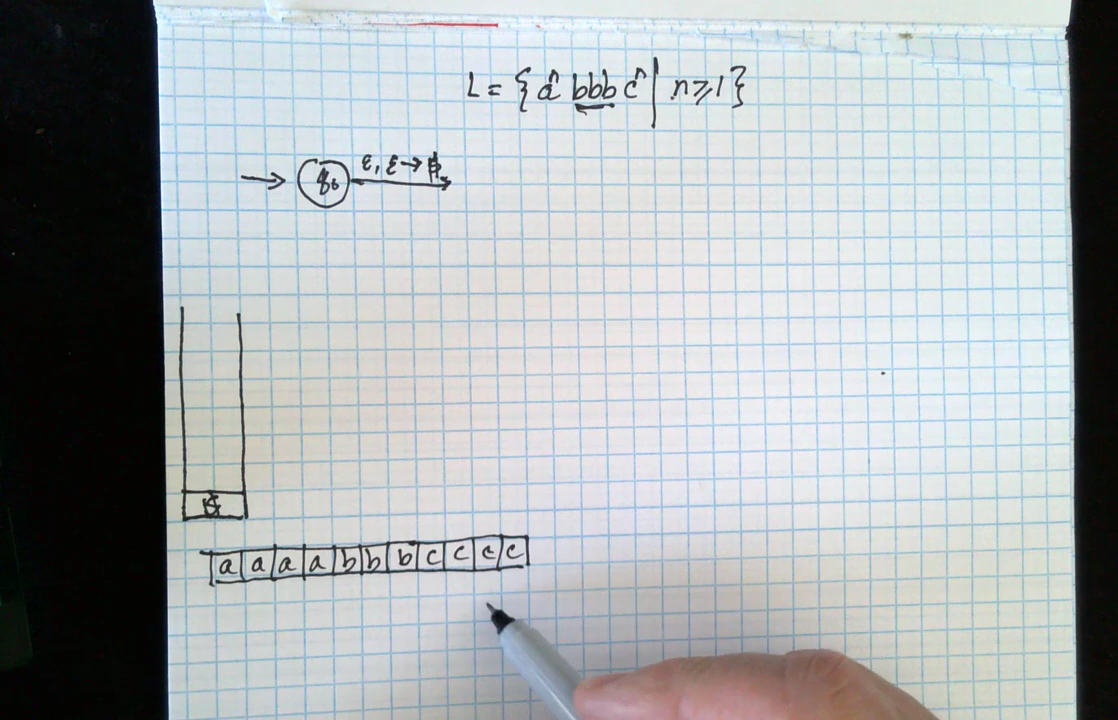 L = {aⁿ bbb cⁿ | n ≥ 1}
→ q₀ ε, ε → $
$
a a a a b b b c c c c